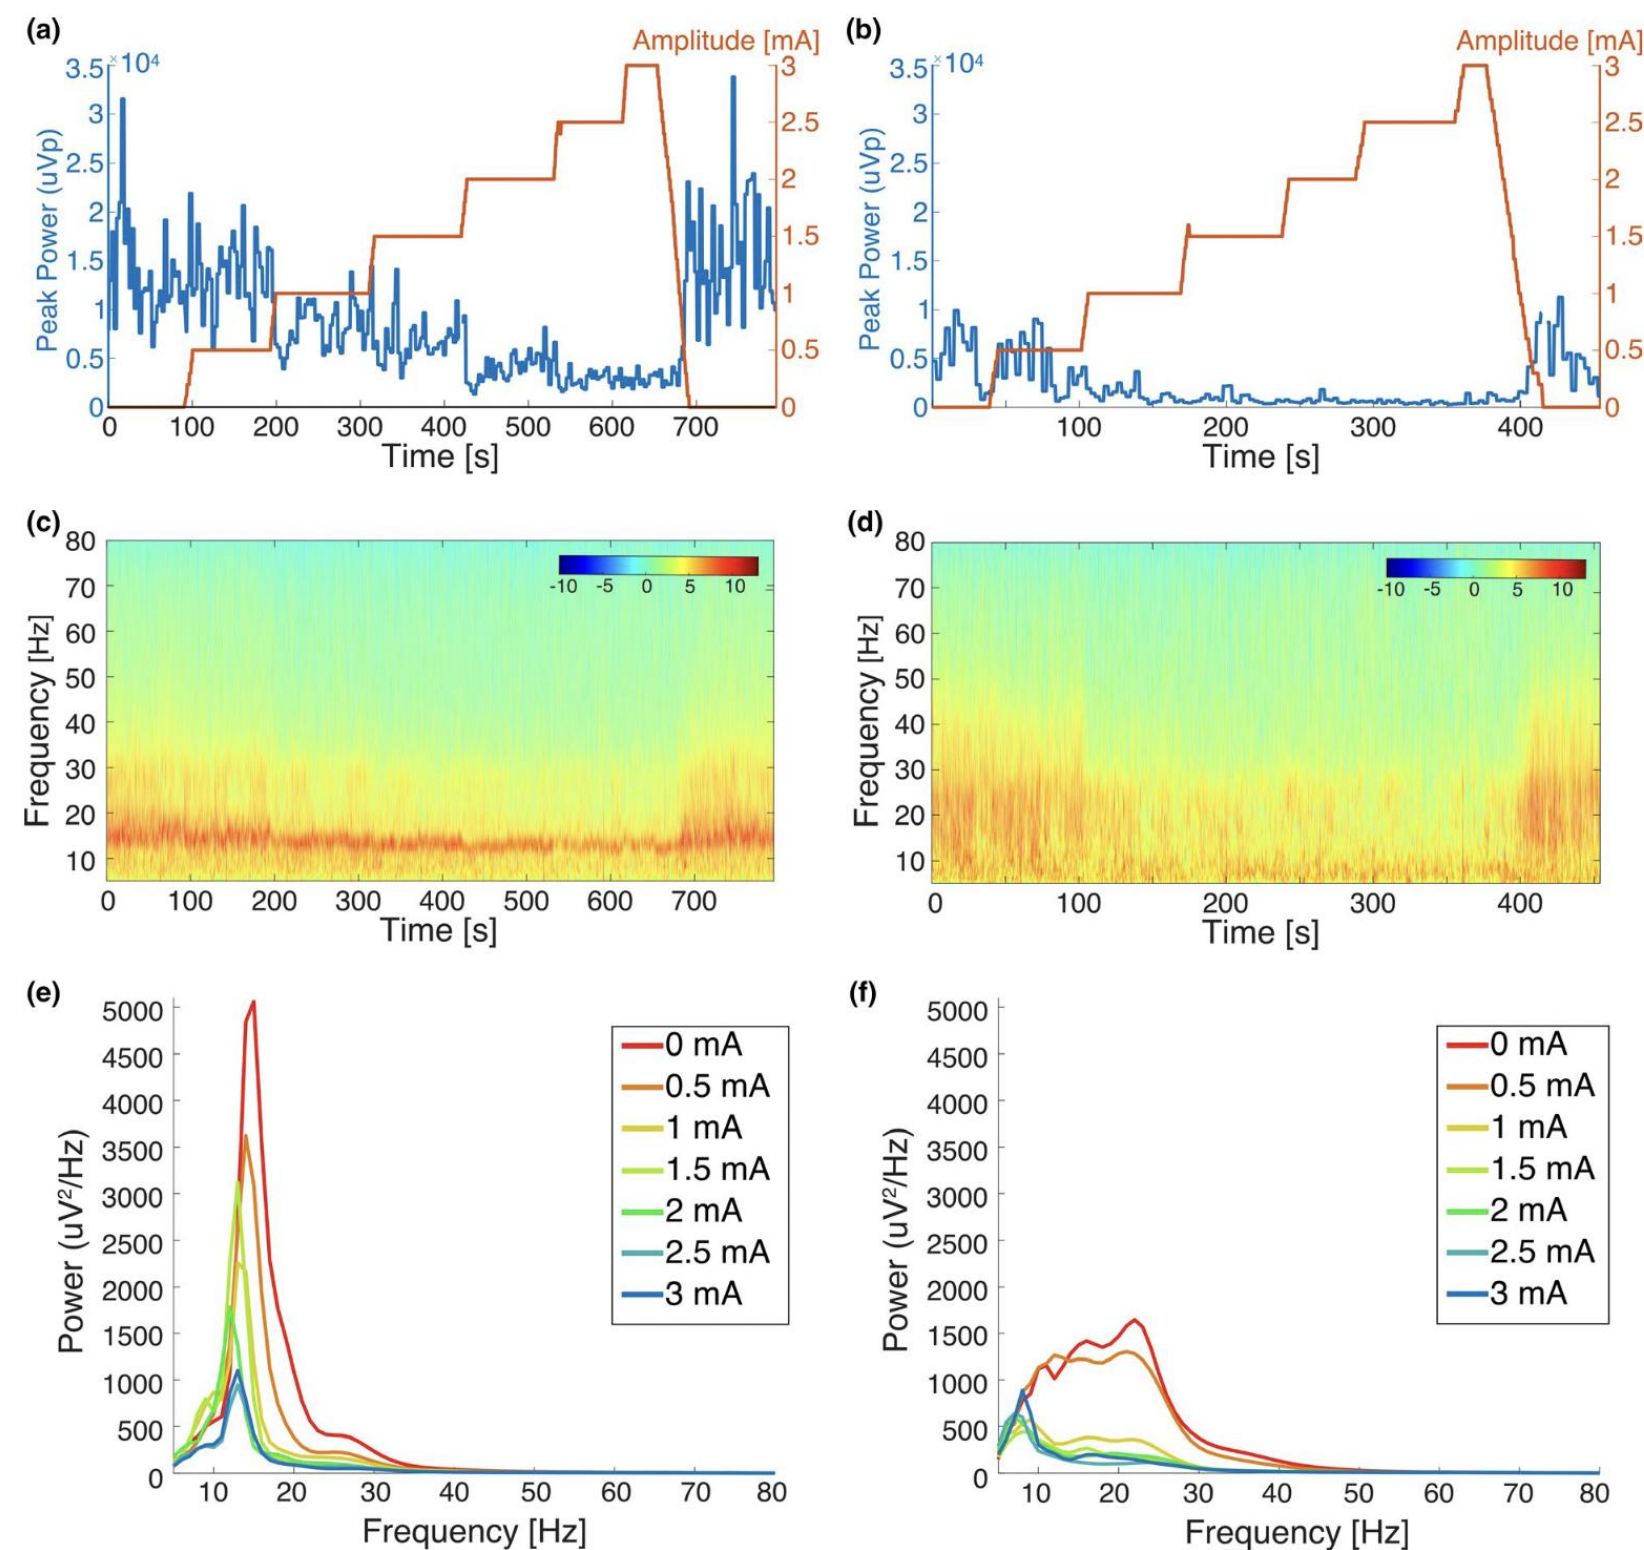 (a)
Amplitude [mA]
×10⁴
Peak Power (uVp)
3.5
3
2.5
2
1.5
1
0.5
0
3
2.5
2
1.5
1
0.5
0
0 100 200 300 400 500 600 700
Time [s]
(b)
Amplitude [mA]
×10⁴
Peak Power (uVp)
3.5
3
2.5
2
1.5
1
0.5
0
3
2.5
2
1.5
1
0.5
0
100 200 300 400
Time [s]
(c)
Frequency [Hz]
80
70
60
50
40
30
20
10
-10 -5 0 5 10
0 100 200 300 400 500 600 700
Time [s]
(d)
Frequency [Hz]
80
70
60
50
40
30
20
10
-10 -5 0 5 10
0 100 200 300 400
Time [s]
(e)
Power (uV²/Hz)
5000
4500
4000
3500
3000
2500
2000
1500
1000
500
0
0 mA
0.5 mA
1 mA
1.5 mA
2 mA
2.5 mA
3 mA
10 20 30 40 50 60 70 80
Frequency [Hz]
(f)
Power (uV²/Hz)
5000
4500
4000
3500
3000
2500
2000
1500
1000
500
0
0 mA
0.5 mA
1 mA
1.5 mA
2 mA
2.5 mA
3 mA
10 20 30 40 50 60 70 80
Frequency [Hz]